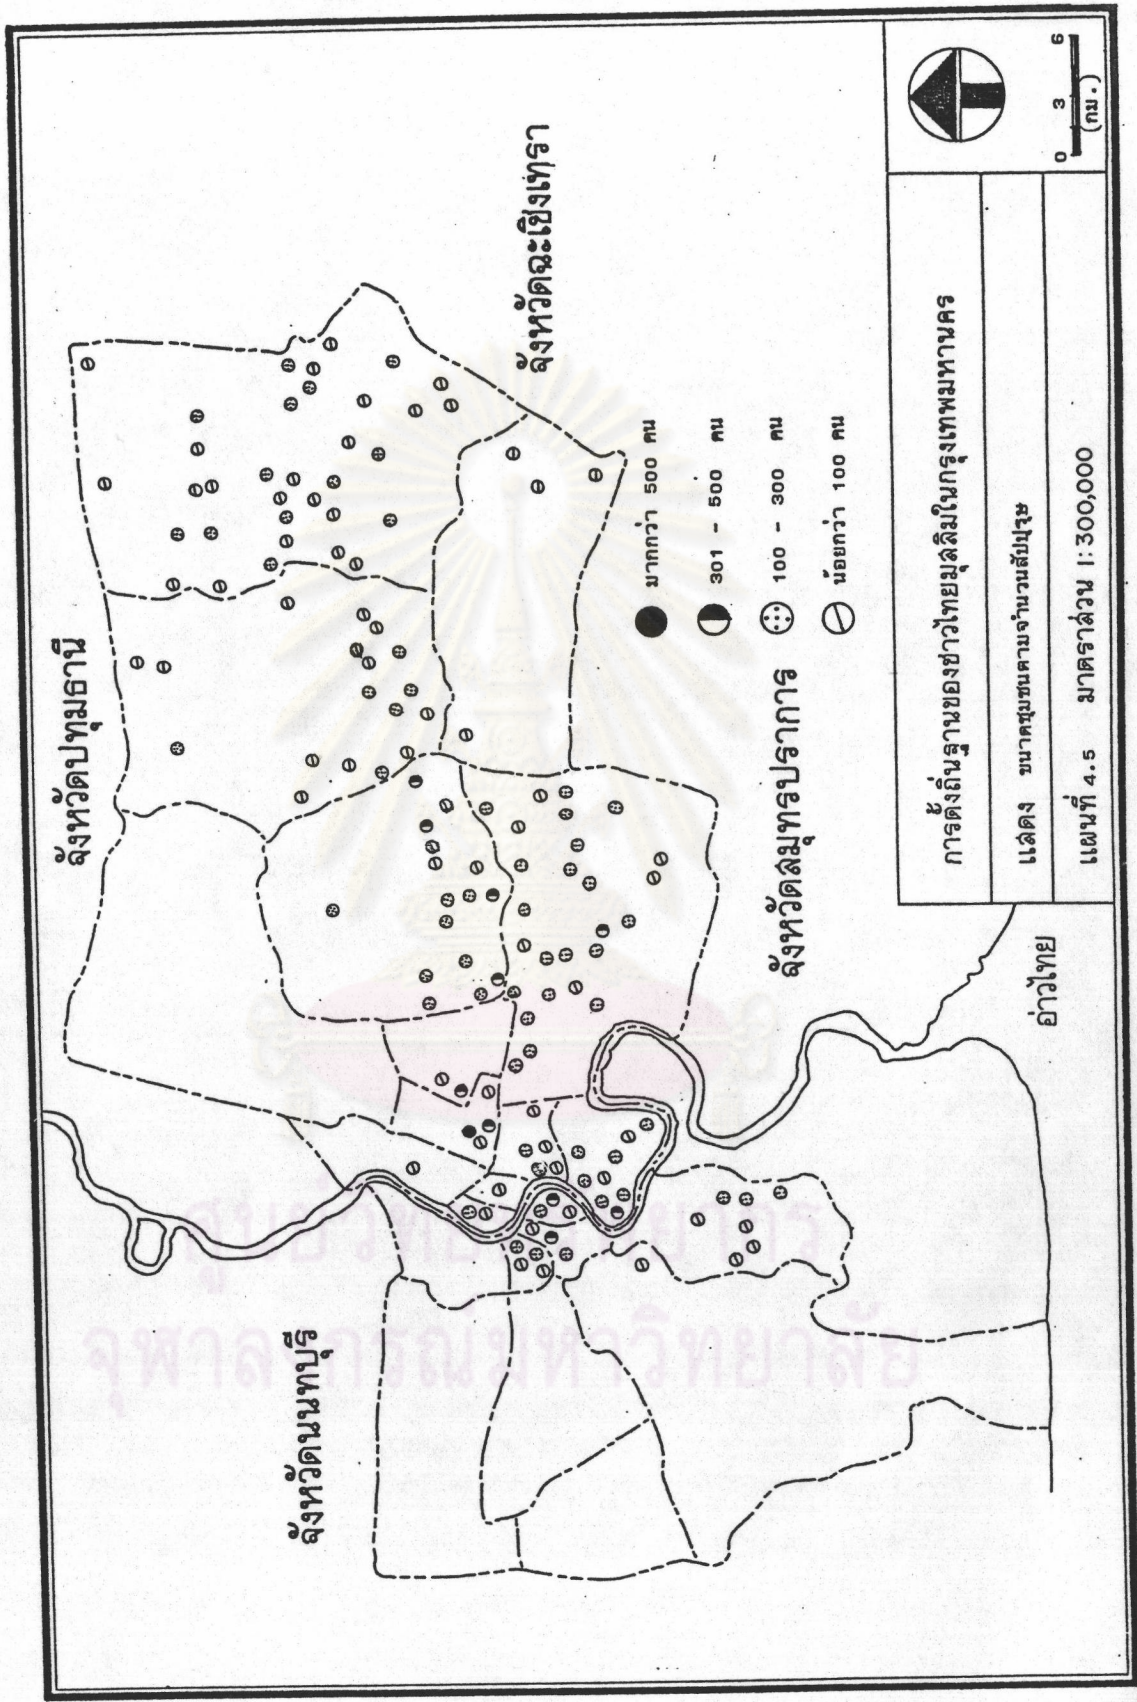 จังหวัดปทุมธานี
จังหวัดนนทบุรี
จังหวัดฉะเชิงเทรา
จังหวัดสมุทรปราการ
อ่าวไทย
มากกว่า 500 คน
301 - 500 คน
100 - 300 คน
น้อยกว่า 100 คน
การตั้งถิ่นฐานของชาวไทยมุสลิมในกรุงเทพมหานคร
แสดง ขนาดชุมชนตามจำนวนสัปปุรุษ
แผนที่ 4.5 มาตราส่วน 1:300,000
0 3 6
(กม.)
ศูนย์วิทยทรัพยากร
จุฬาลงกรณ์มหาวิทยาลัย